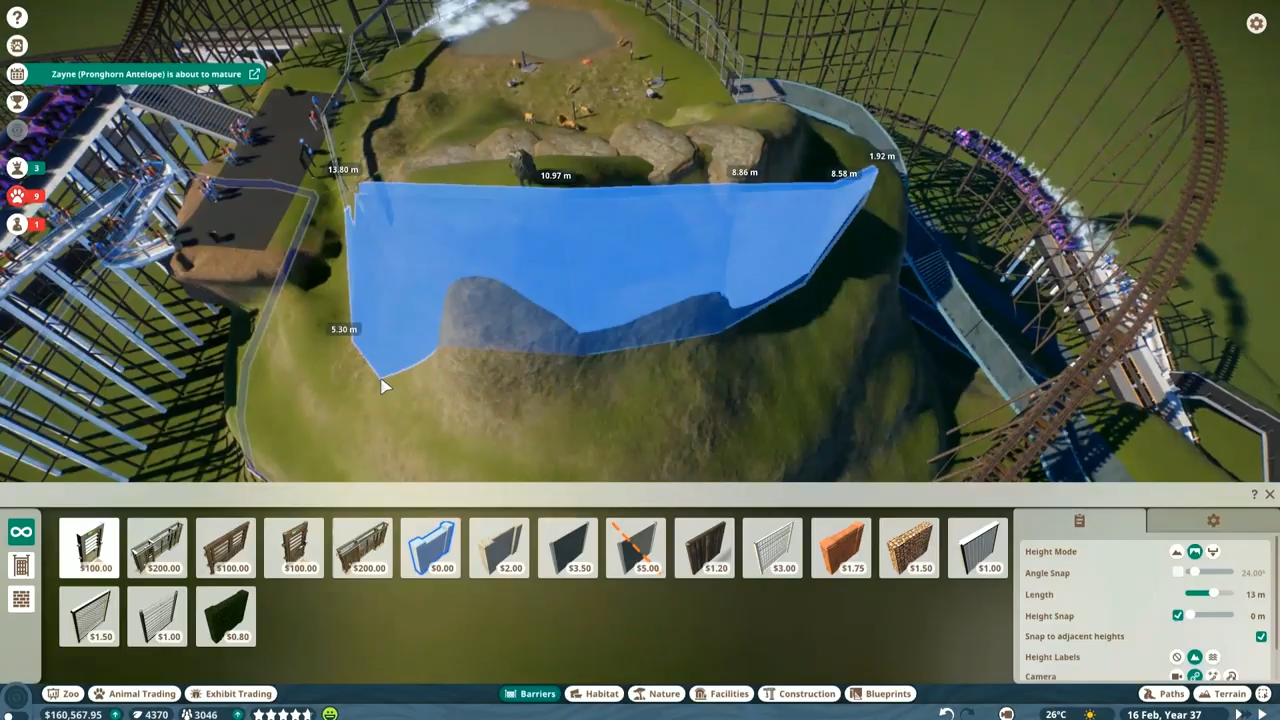 ?
Zayne (Pronghorn Antelope) is about to mature
3
9
1
13.80 m
10.97 m
8.86 m
8.58 m
1.92 m
5.30 m
?
$100.00
$200.00
$100.00
$100.00
$200.00
$0.00
$2.00
$3.50
$5.00
$1.20
$3.00
$1.75
$1.50
$1.00
$1.50
$1.00
$0.80
Height Mode
Angle Snap 24.00°
Length 13 m
Height Snap 0 m
Snap to adjacent heights
Height Labels
Camera
Zoo Animal Trading Exhibit Trading Barriers Habitat Nature Facilities Construction Blueprints Paths Terrain
$160,567.95 4370 3046 26°C 16 Feb, Year 37